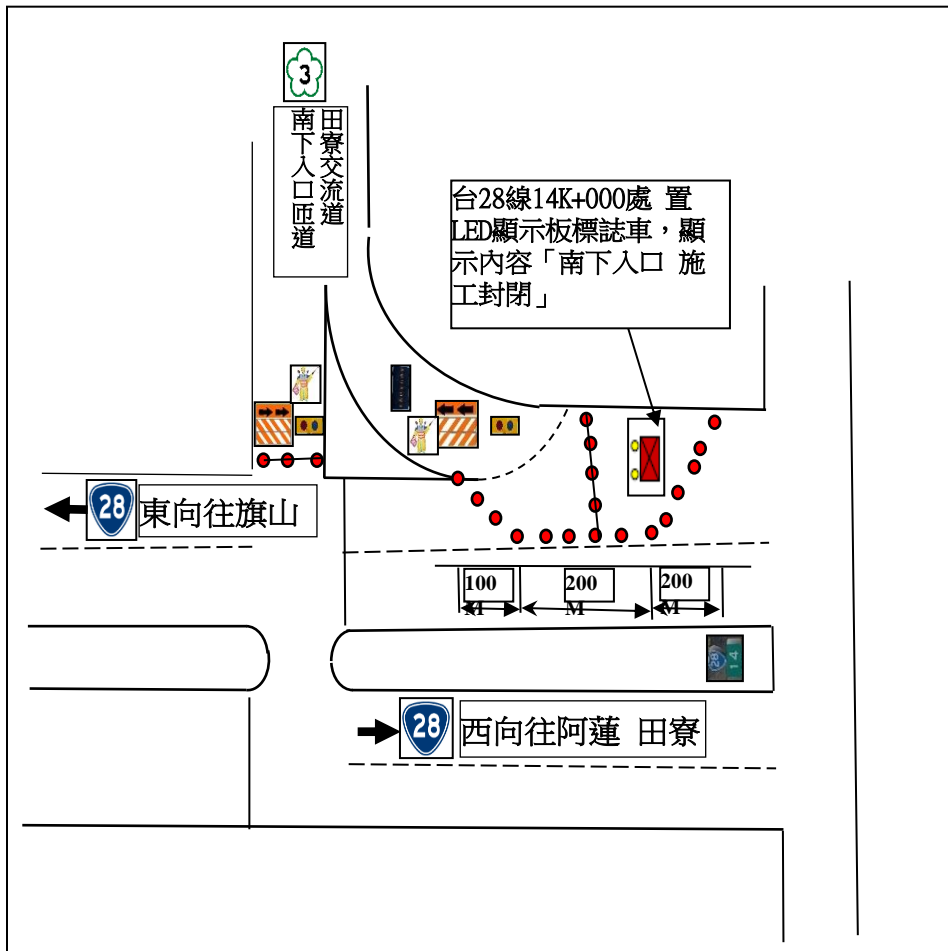 3
田寮交流道
南下入口匝道
台28線14K+000處 置
LED顯示板標誌車，顯
示內容「南下入口 施
工封閉」
28
東向往旗山
100
M
200
M
200
M
28
14
28
西向往阿蓮 田寮